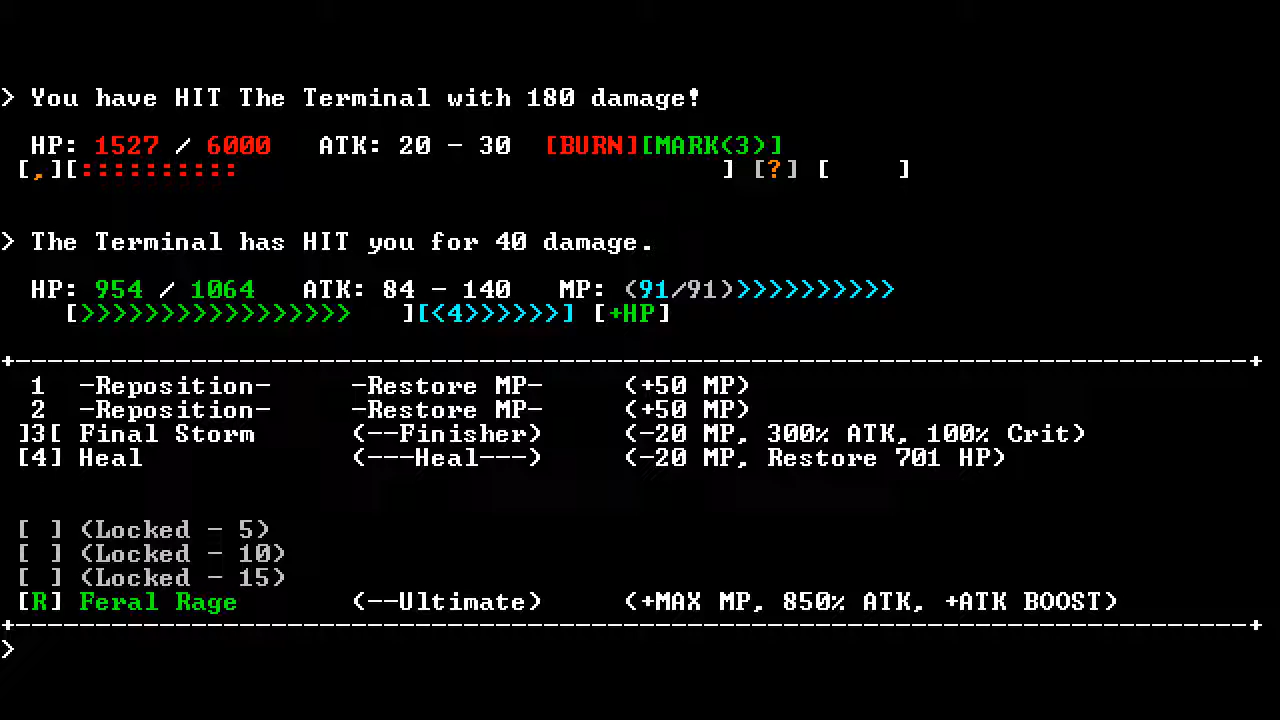 > You have HIT The Terminal with 180 damage!
HP: 1527 / 6000 ATK: 20 - 30 [BURN][MARK(3)]
[,][:::::::::: ] [?] [ ]
> The Terminal has HIT you for 40 damage.
HP: 954 / 1064 ATK: 84 - 140 MP: (91/91)>>>>>>>>>>
[>>>>>>>>>>>>>>>>> ][(<4)>>>>>>] [+HP]
+------------------------------------------------------------------------------+
1 -Reposition- -Restore MP- (+50 MP)
2 -Reposition- -Restore MP- (+50 MP)
]3[ Final Storm (--Finisher) (-20 MP, 300% ATK, 100% Crit)
[4] Heal (---Heal---) (-20 MP, Restore 701 HP)
[ ] (Locked - 5)
[ ] (Locked - 10)
[ ] (Locked - 15)
[R] Feral Rage (--Ultimate) (+MAX MP, 850% ATK, +ATK BOOST)
+------------------------------------------------------------------------------+
>